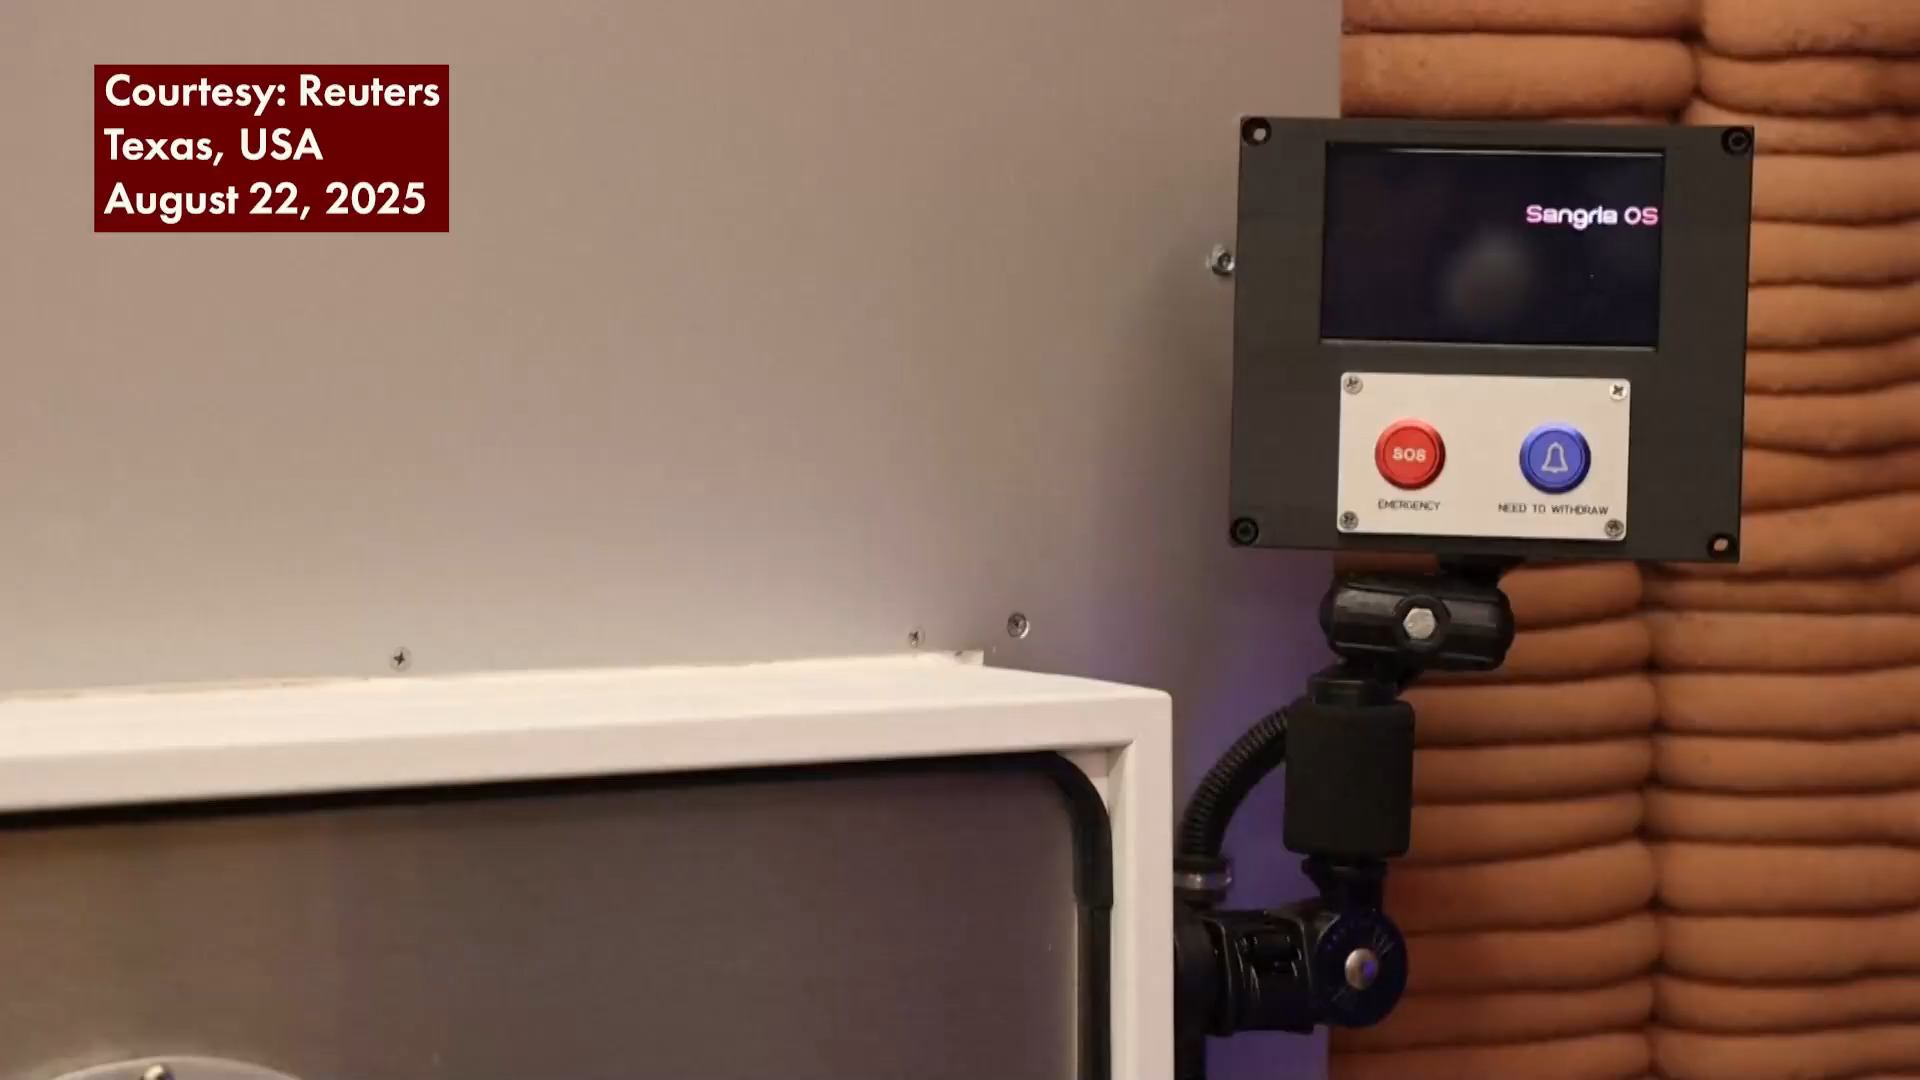 Courtesy: Reuters
Texas, USA
August 22, 2025
Sangria OS
SOS
EMERGENCY
NEED TO WITHDRAW